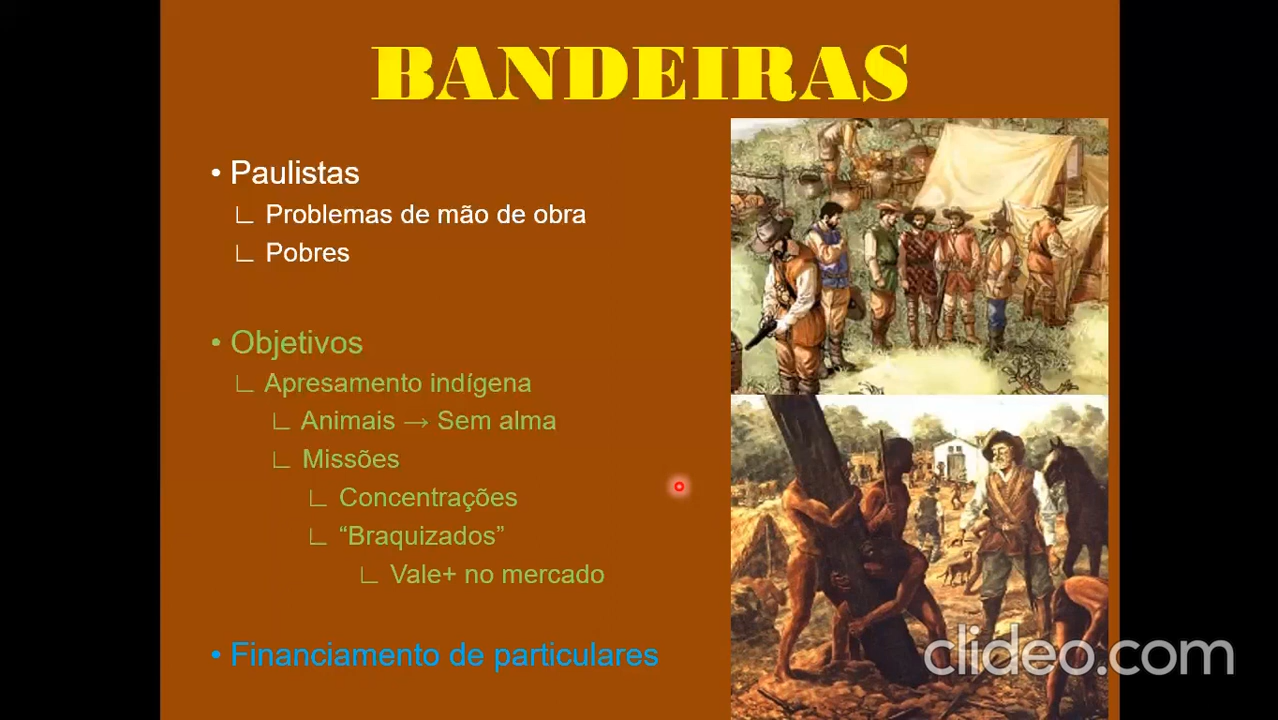 BANDEIRAS
• Paulistas
∟ Problemas de mão de obra
∟ Pobres
• Objetivos
∟ Apresamento indígena
∟ Animais → Sem alma
∟ Missões
∟ Concentrações
∟ “Braquizados”
∟ Vale+ no mercado
• Financiamento de particulares
clideo.com